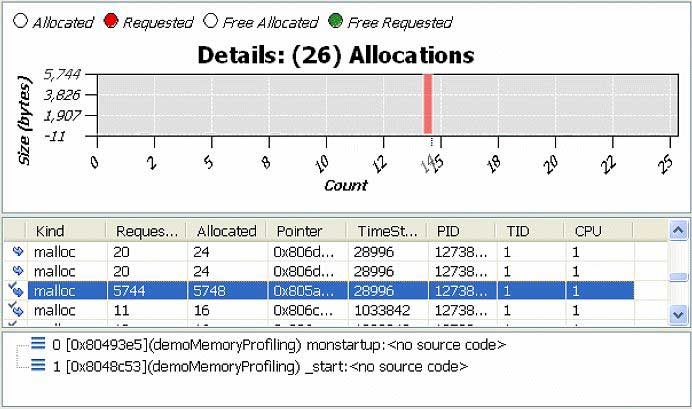 Allocated Requested Free Allocated Free Requested
Details: (26) Allocations
Size (bytes)
5,744
3,826
1,907
-11
0 2 5 8 10 12 14 15 18 20 22 25
Count
Kind Reques... Allocated Pointer TimeSt... PID TID CPU
malloc 20 24 0x806d... 28996 12738... 1 1
malloc 20 24 0x806d... 28996 12738... 1 1
malloc 5744 5748 0x805a... 28996 12738... 1 1
malloc 11 16 0x806c... 1033842 12738... 1 1
0 [0x80493e5](demoMemoryProfiling) monstartup:<no source code>
1 [0x8048c53](demoMemoryProfiling) _start:<no source code>